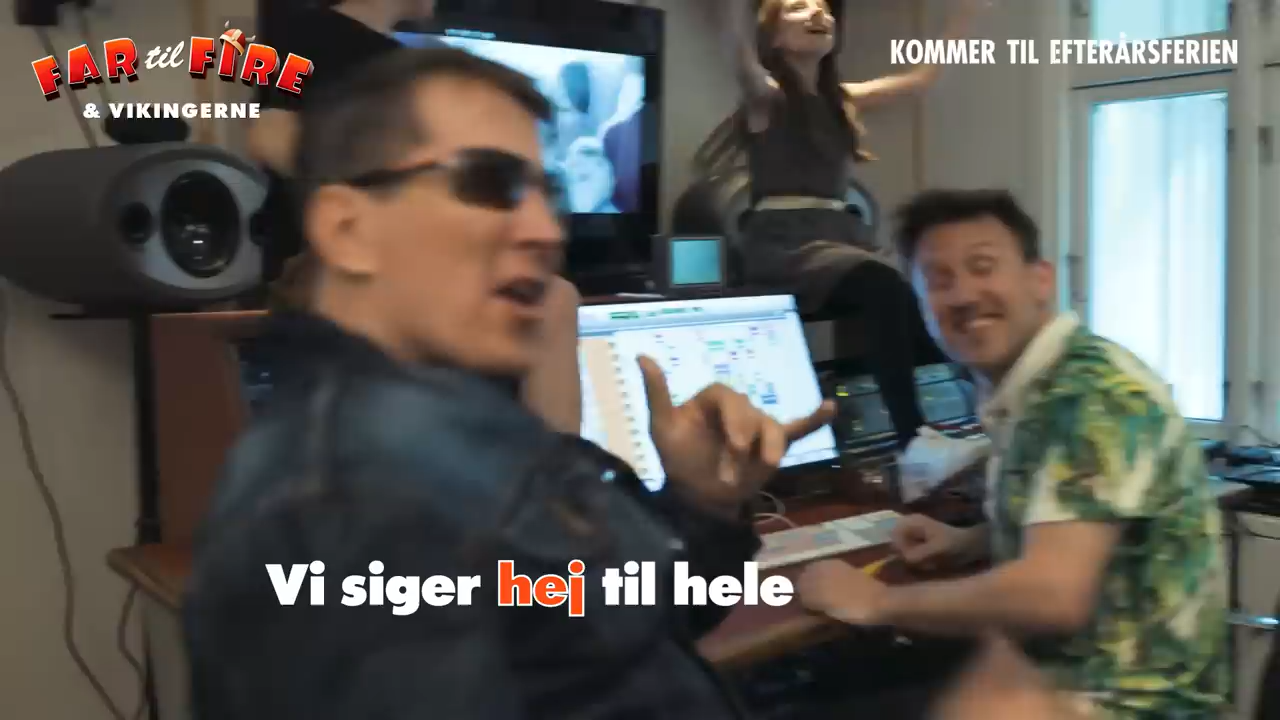 FAR til FIRE
& VIKINGERNE
KOMMER TIL EFTERÅRSFERIEN
Vi siger hej til hele